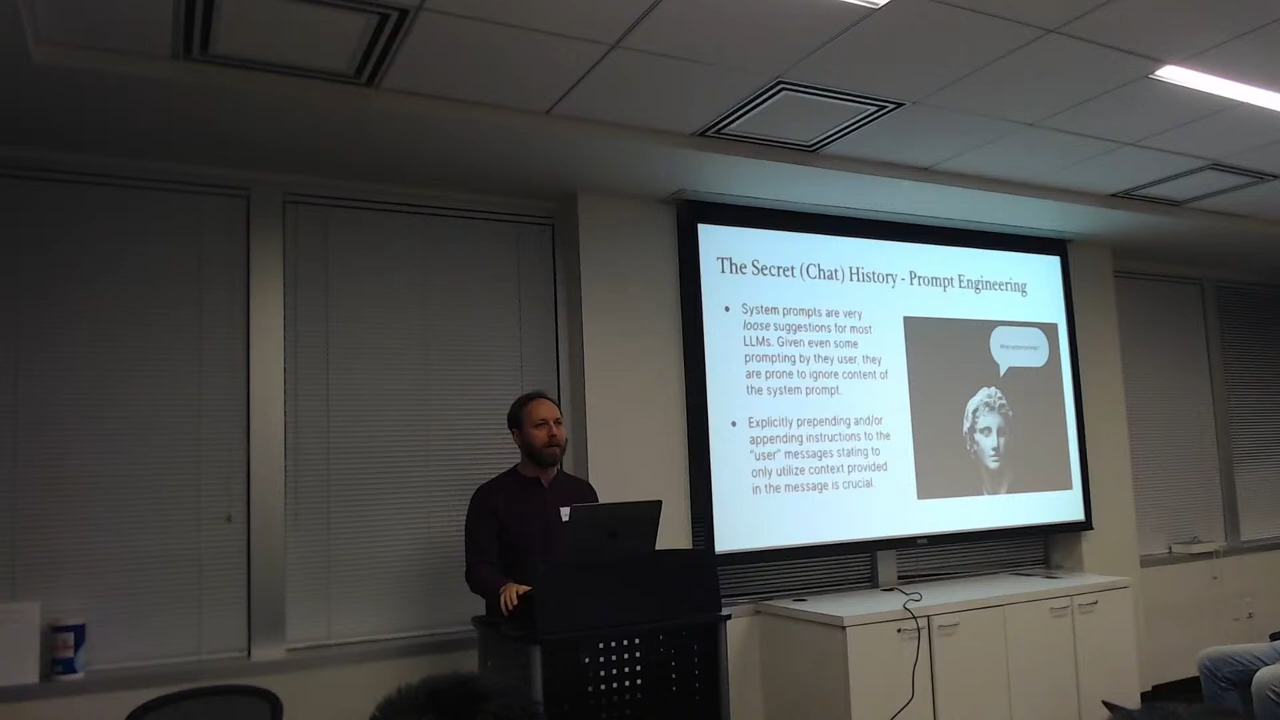 The Secret (Chat) History - Prompt Engineering
System prompts are very
loose suggestions for most
LLMs. Given even some
prompting by they user, they
are prone to ignore content of
the system prompt.
Explicitly prepending and/or
appending instructions to the
"user" messages stating to
only utilize context provided
in the message is crucial.